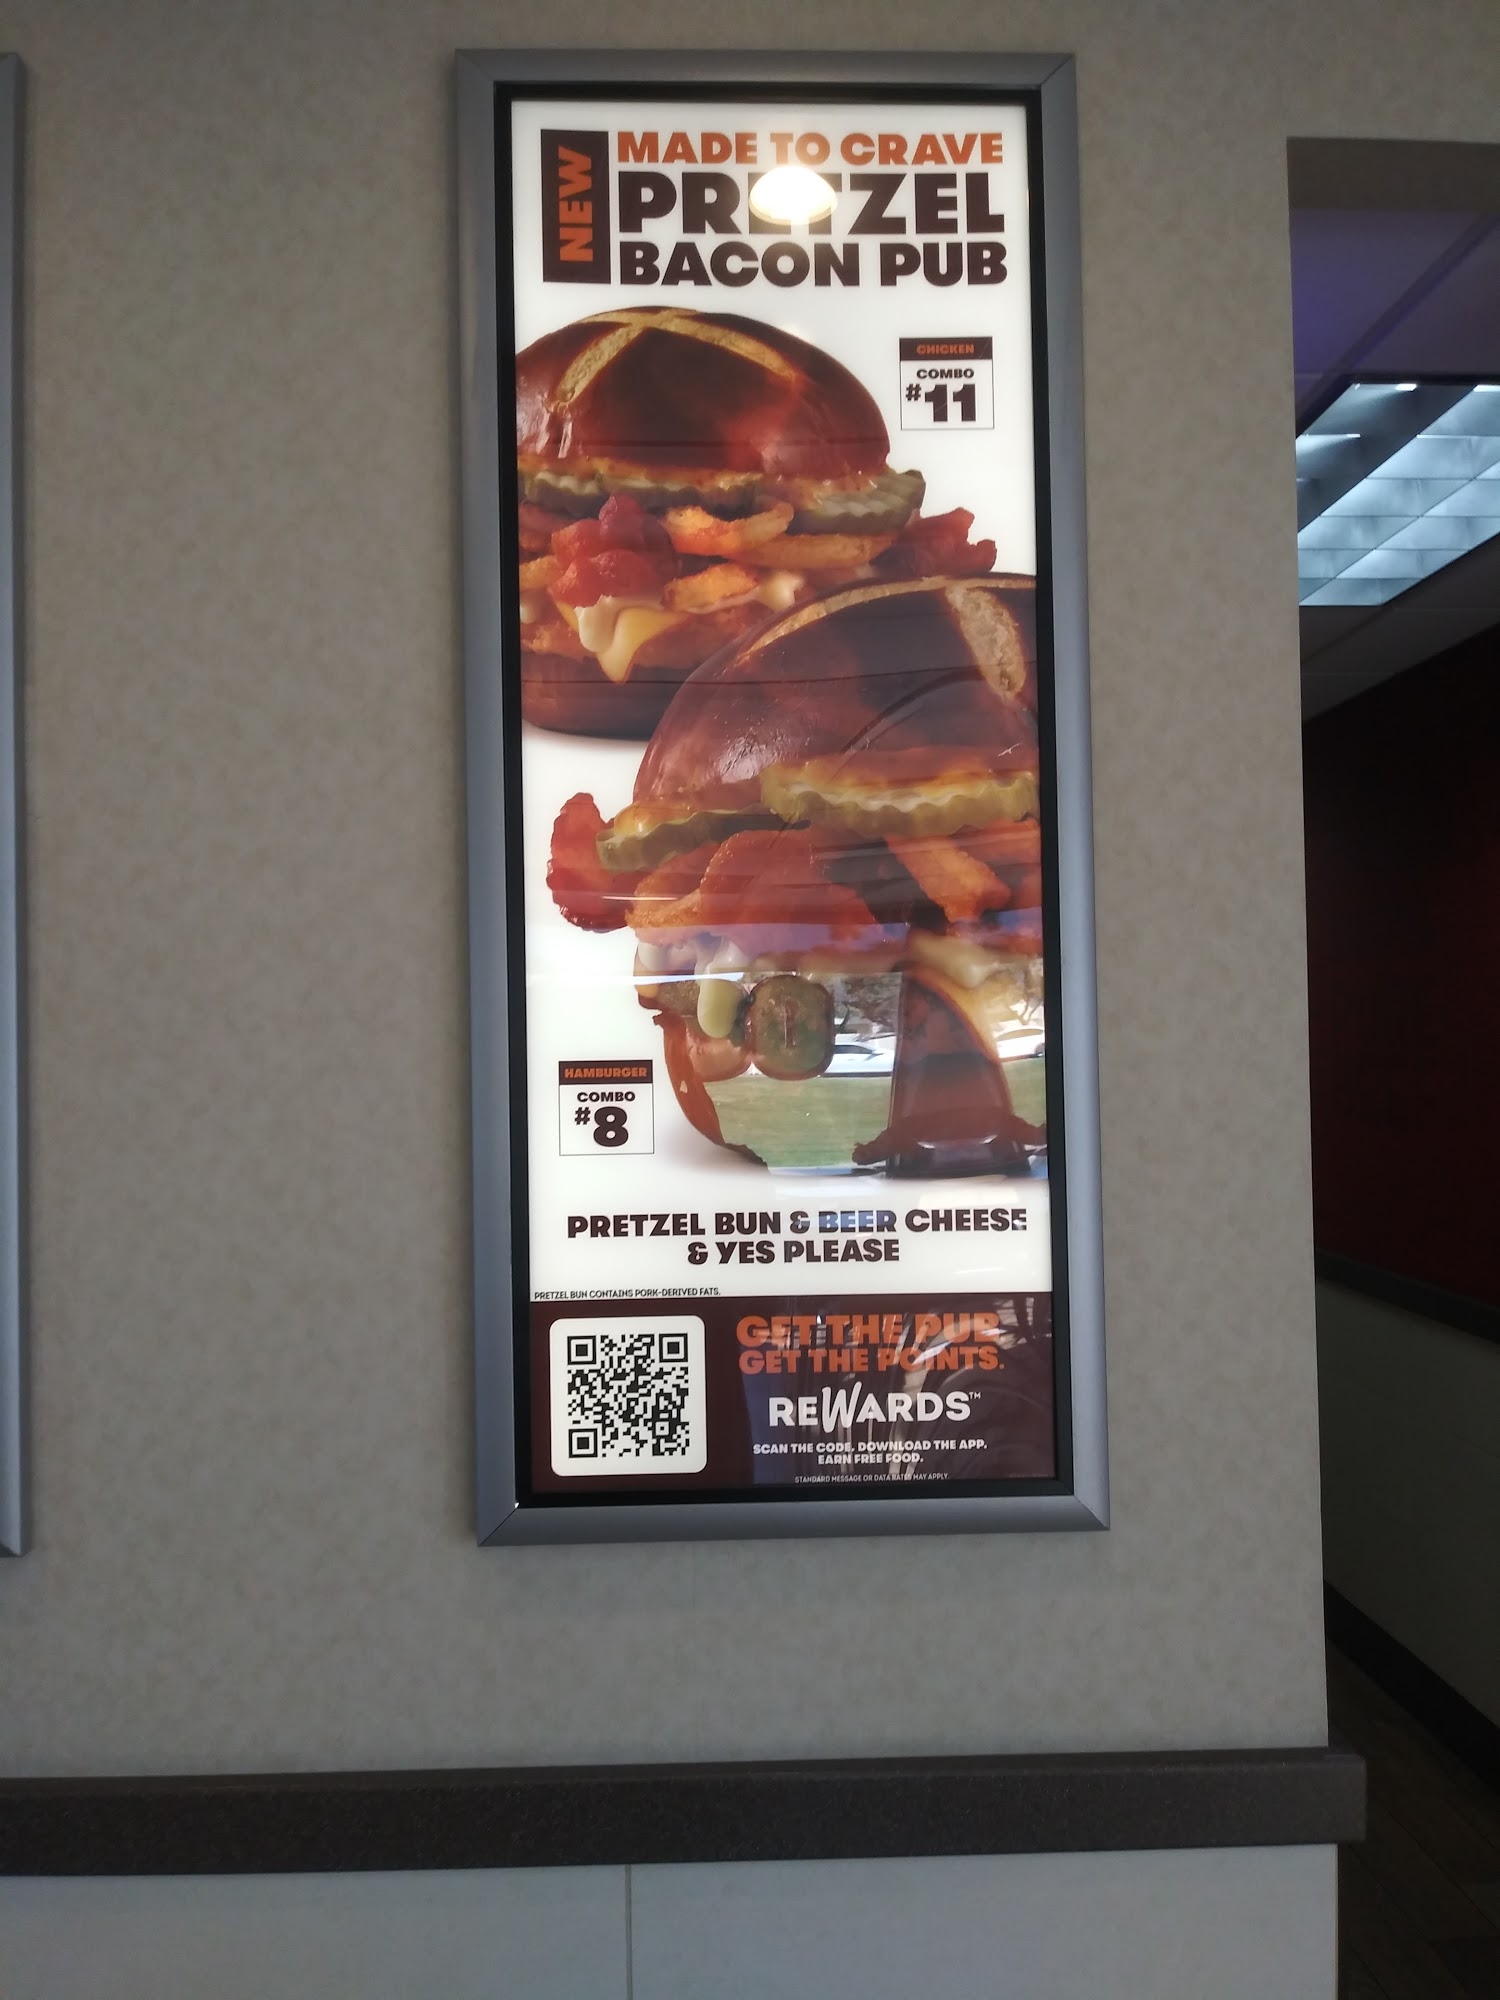 NEW
MADE TO CRAVE
PRETZEL
BACON PUB
CHICKEN
COMBO
#11
HAMBURGER
COMBO
#8
PRETZEL BUN & BEER CHEESE
& YES PLEASE
PRETZEL BUN CONTAINS PORK-DERIVED FATS.
GET THE PUB
GET THE POINTS.
REWARDS™
SCAN THE CODE. DOWNLOAD THE APP.
EARN FREE FOOD.
STANDARD MESSAGE OR DATA RATES MAY APPLY.